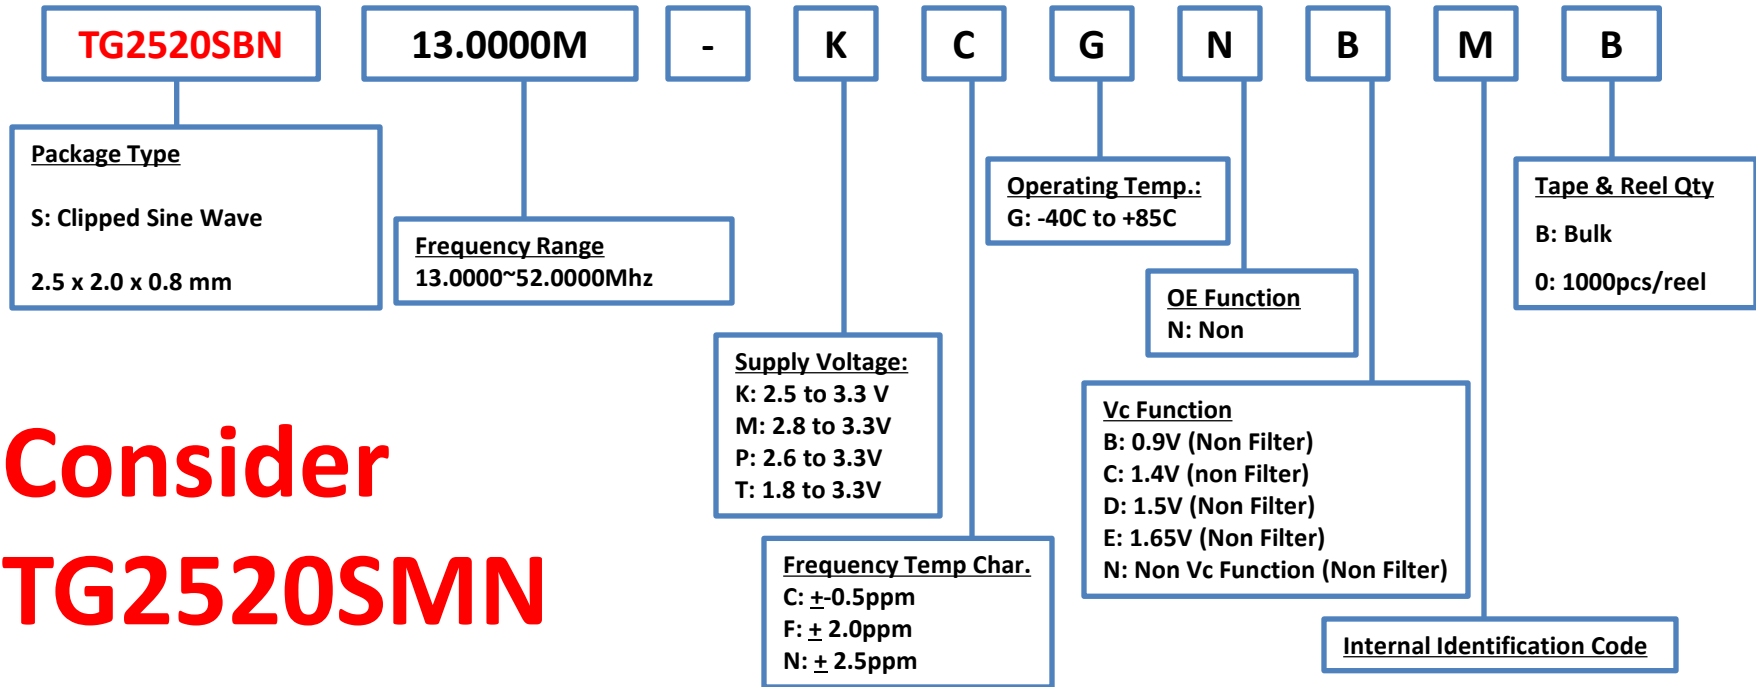 TG2520SBN 13.0000M - K C G N B M B
Package Type
S: Clipped Sine Wave
2.5 x 2.0 x 0.8 mm
Frequency Range
13.0000~52.0000Mhz
Supply Voltage:
K: 2.5 to 3.3 V
M: 2.8 to 3.3V
P: 2.6 to 3.3V
T: 1.8 to 3.3V
Frequency Temp Char.
C: +-0.5ppm
F: + 2.0ppm
N: + 2.5ppm
Operating Temp.:
G: -40C to +85C
OE Function
N: Non
Vc Function
B: 0.9V (Non Filter)
C: 1.4V (non Filter)
D: 1.5V (Non Filter)
E: 1.65V (Non Filter)
N: Non Vc Function (Non Filter)
Internal Identification Code
Tape & Reel Qty
B: Bulk
0: 1000pcs/reel
Consider
TG2520SMN